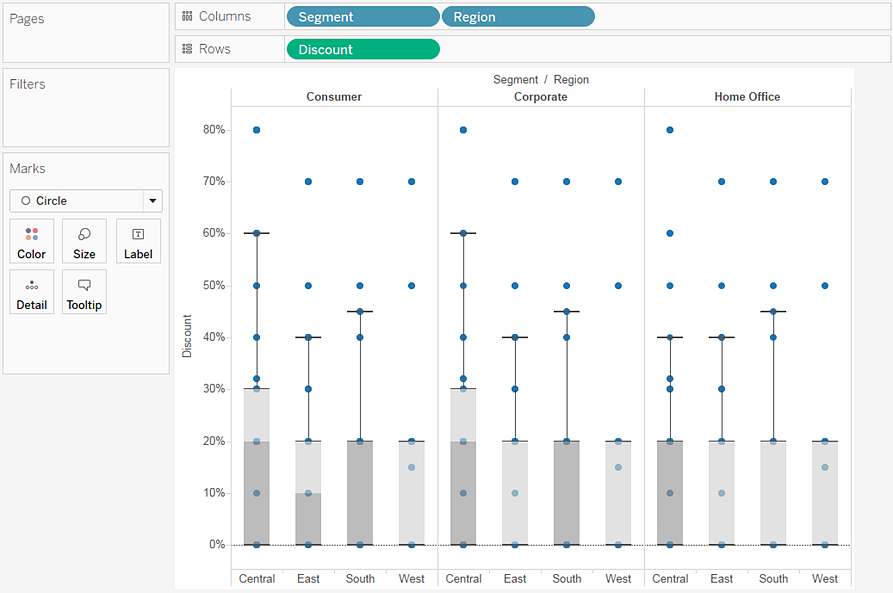 Pages
Columns
Segment
Region
Rows
Discount
Filters
Marks
Circle
Color
Size
Label
Detail
Tooltip
Segment / Region
Consumer
Corporate
Home Office
80%
70%
60%
50%
40%
30%
20%
10%
0%
Discount
Central East South West Central East South West Central East South West